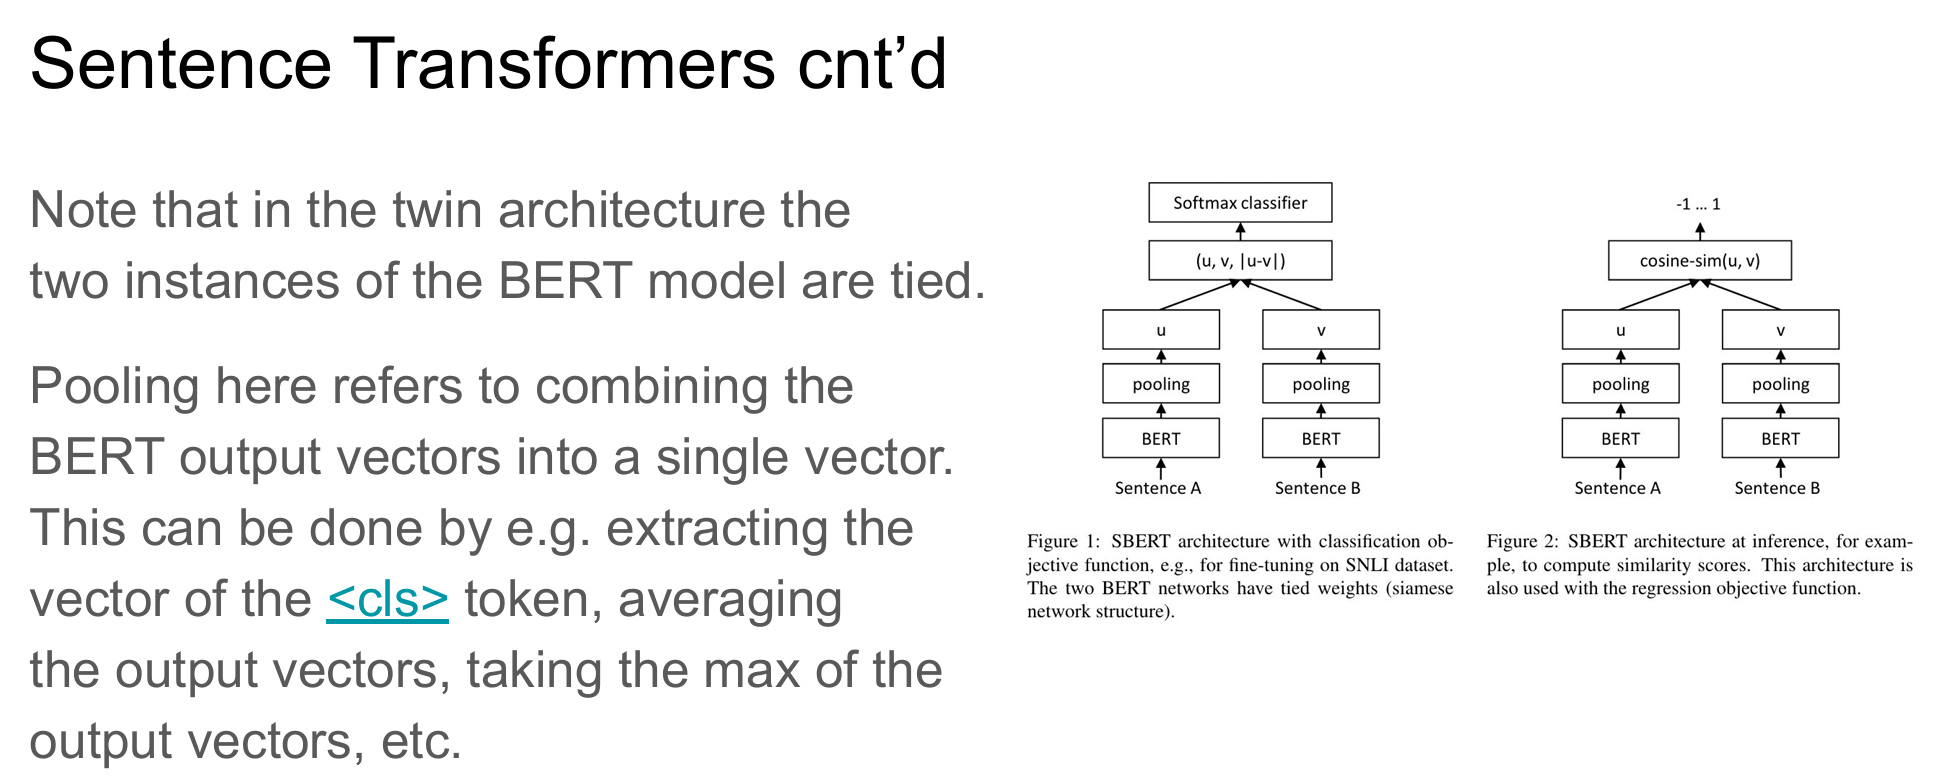 Sentence Transformers cnt’d
Note that in the twin architecture the
two instances of the BERT model are tied.
Pooling here refers to combining the
BERT output vectors into a single vector.
This can be done by e.g. extracting the
vector of the <cls> token, averaging
the output vectors, taking the max of the
output vectors, etc.
Softmax classifier
(u, v, |u-v|)
u v
pooling pooling
BERT BERT
Sentence A Sentence B
Figure 1: SBERT architecture with classification ob-
jective function, e.g., for fine-tuning on SNLI dataset.
The two BERT networks have tied weights (siamese
network structure).
-1 … 1
cosine-sim(u, v)
u v
pooling pooling
BERT BERT
Sentence A Sentence B
Figure 2: SBERT architecture at inference, for exam-
ple, to compute similarity scores. This architecture is
also used with the regression objective function.